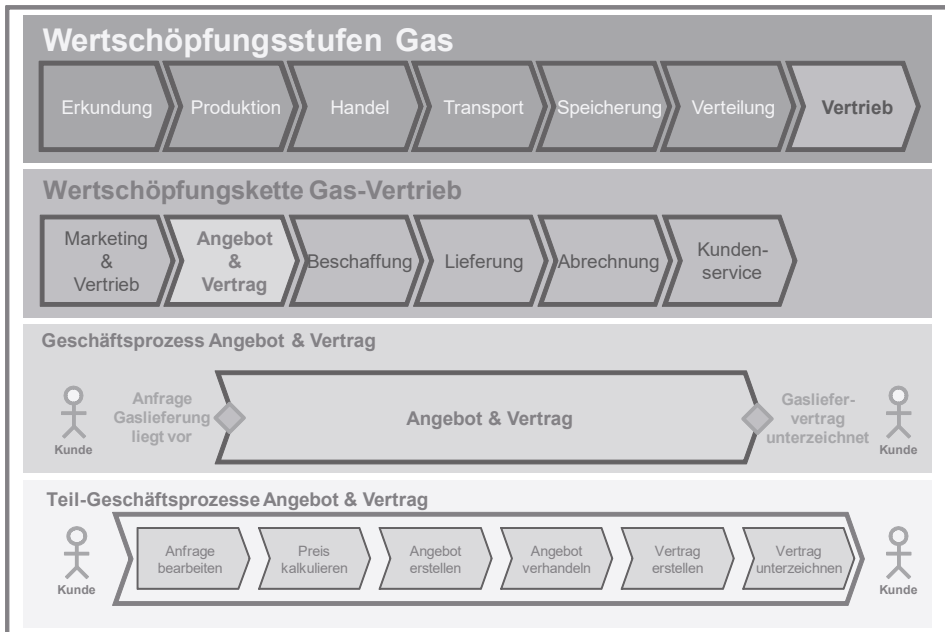 Wertschöpfungsstufen Gas
Erkundung
Produktion
Handel
Transport
Speicherung
Verteilung
Vertrieb
Wertschöpfungskette Gas-Vertrieb
Marketing
&
Vertrieb
Angebot
&
Vertrag
Beschaffung
Lieferung
Abrechnung
Kunden-
service
Geschäftsprozess Angebot & Vertrag
Kunde
Anfrage
Gaslieferung
liegt vor
Angebot & Vertrag
Gasliefer-
vertrag
unterzeichnet
Kunde
Teil-Geschäftsprozesse Angebot & Vertrag
Kunde
Anfrage
bearbeiten
Preis
kalkulieren
Angebot
erstellen
Angebot
verhandeln
Vertrag
erstellen
Vertrag
unterzeichnen
Kunde